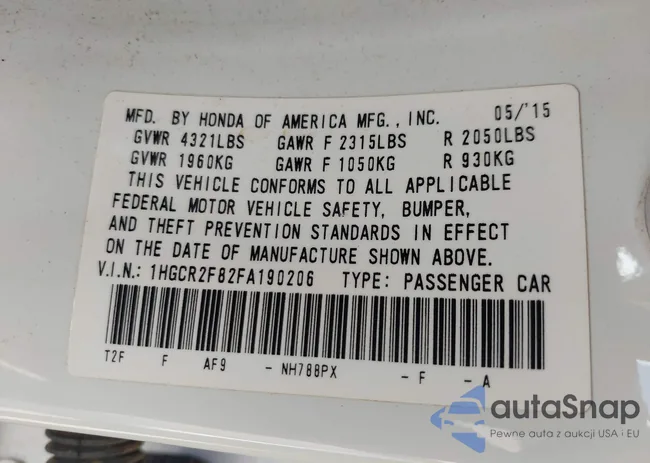 MFD. BY HONDA OF AMERICA MFG., INC. 05/'15
GVWR 4321LBS GAWR F 2315LBS R 2050LBS
GVWR 1960KG GAWR F 1050KG R 930KG
THIS VEHICLE CONFORMS TO ALL APPLICABLE
FEDERAL MOTOR VEHICLE SAFETY, BUMPER,
AND THEFT PREVENTION STANDARDS IN EFFECT
ON THE DATE OF MANUFACTURE SHOWN ABOVE.
V.I.N.: 1HGCR2F82FA190206 TYPE: PASSENGER CAR
T2F F AF9 - NH788PX - F - A
autaSnap
Pewne auta z aukcji USA i EU